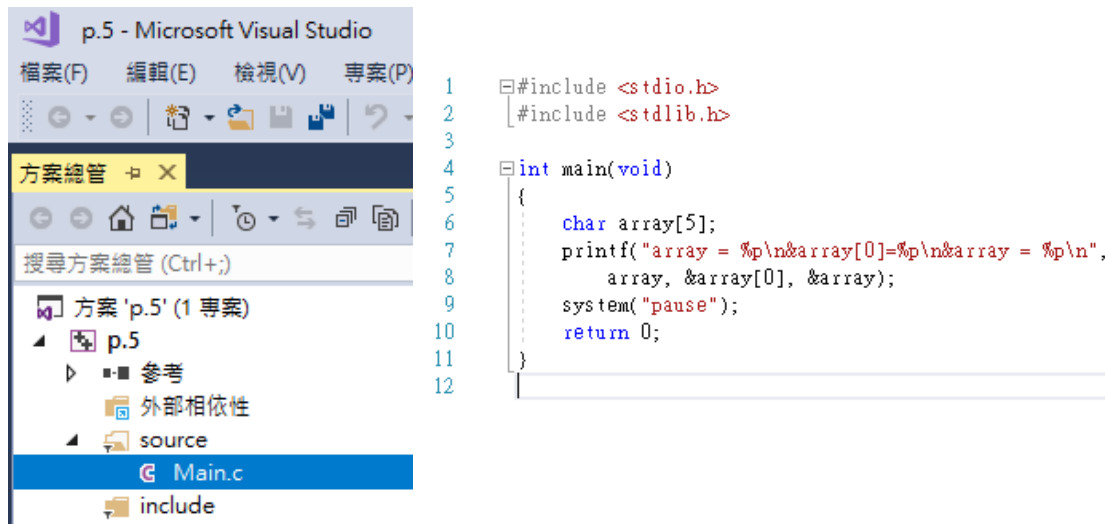 p.5 - Microsoft Visual Studio
檔案(F) 編輯(E) 檢視(V) 專案(P)
方案總管
搜尋方案總管 (Ctrl+;)
方案 'p.5' (1 專案)
p.5
參考
外部相依性
source
Main.c
include
1 #include <stdio.h>
2 #include <stdlib.h>
3
4 int main(void)
5 {
6 char array[5];
7 printf("array = %p\n&array[0]=%p\n&array = %p\n",
8 array, &array[0], &array);
9 system("pause");
10 return 0;
11 }
12